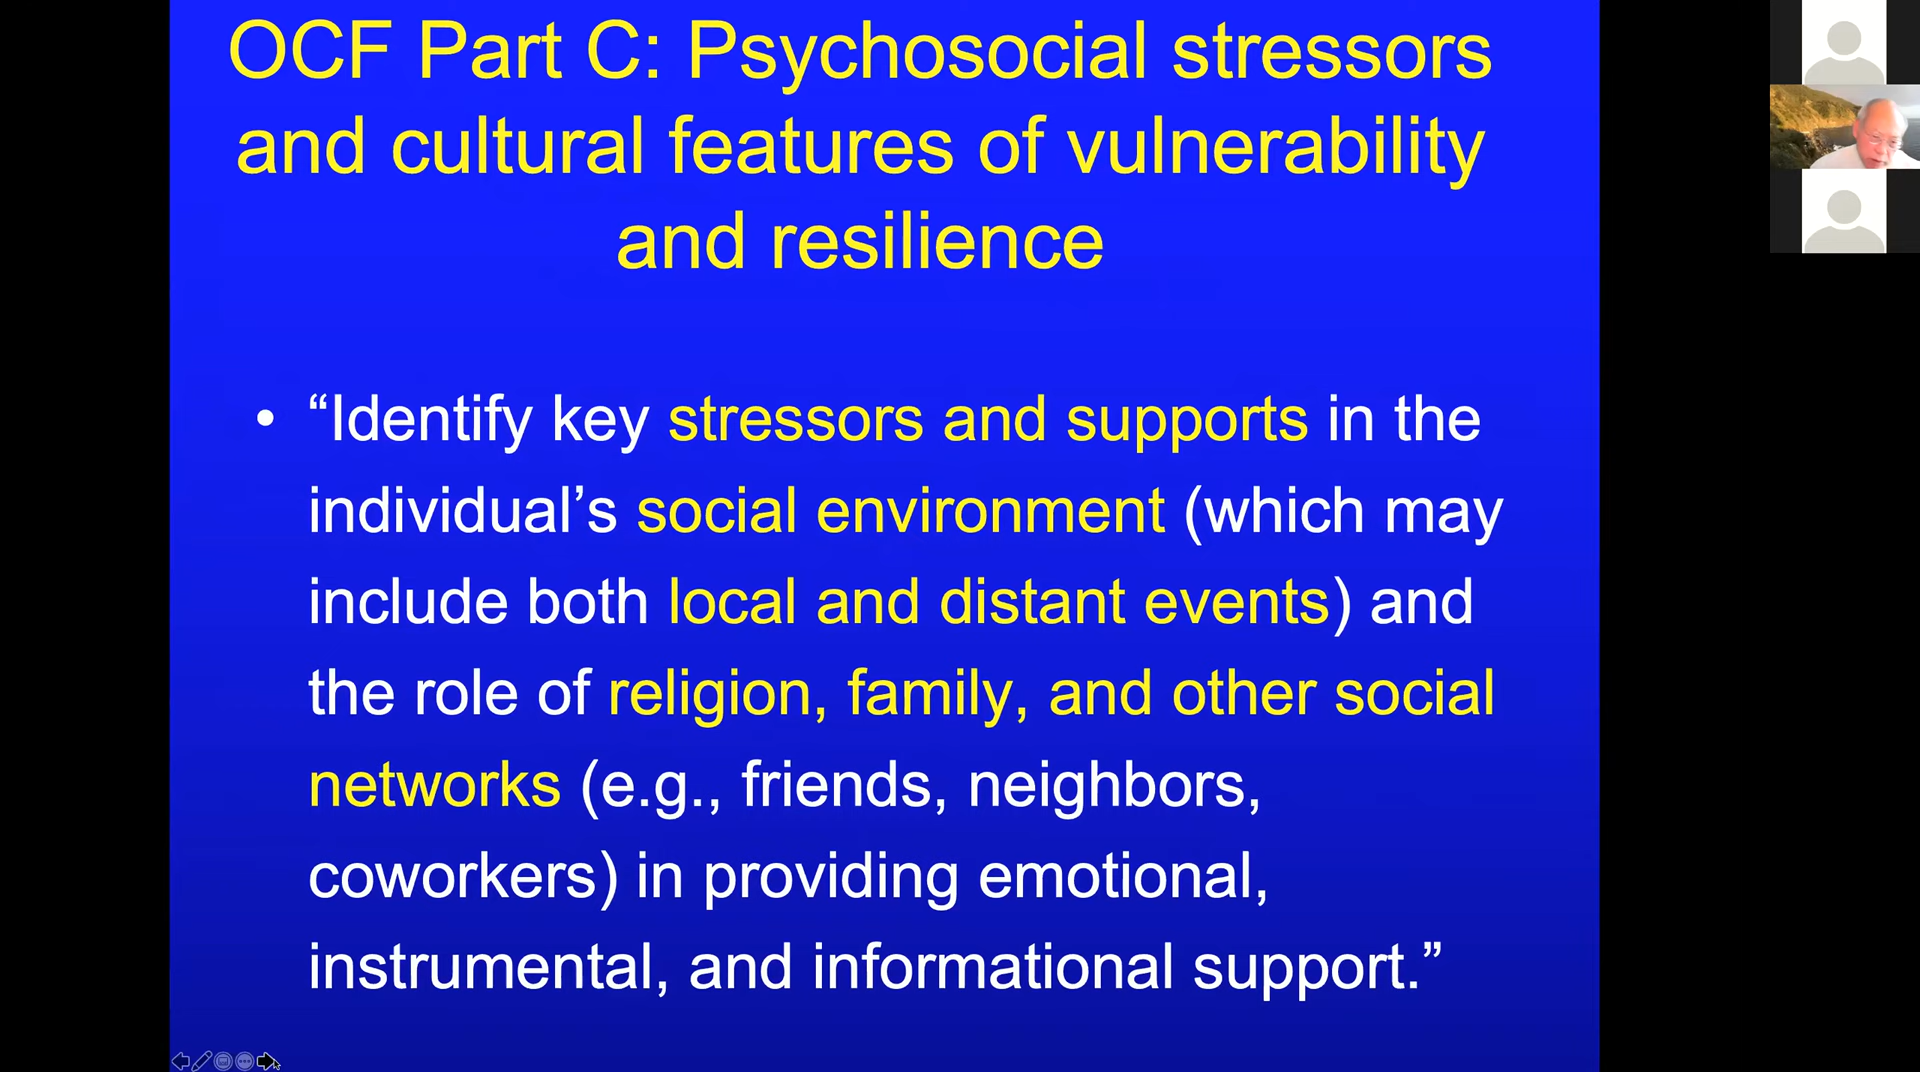 OCF Part C: Psychosocial stressors
and cultural features of vulnerability
and resilience
• “Identify key stressors and supports in the
individual’s social environment (which may
include both local and distant events) and
the role of religion, family, and other social
networks (e.g., friends, neighbors,
coworkers) in providing emotional,
instrumental, and informational support.”